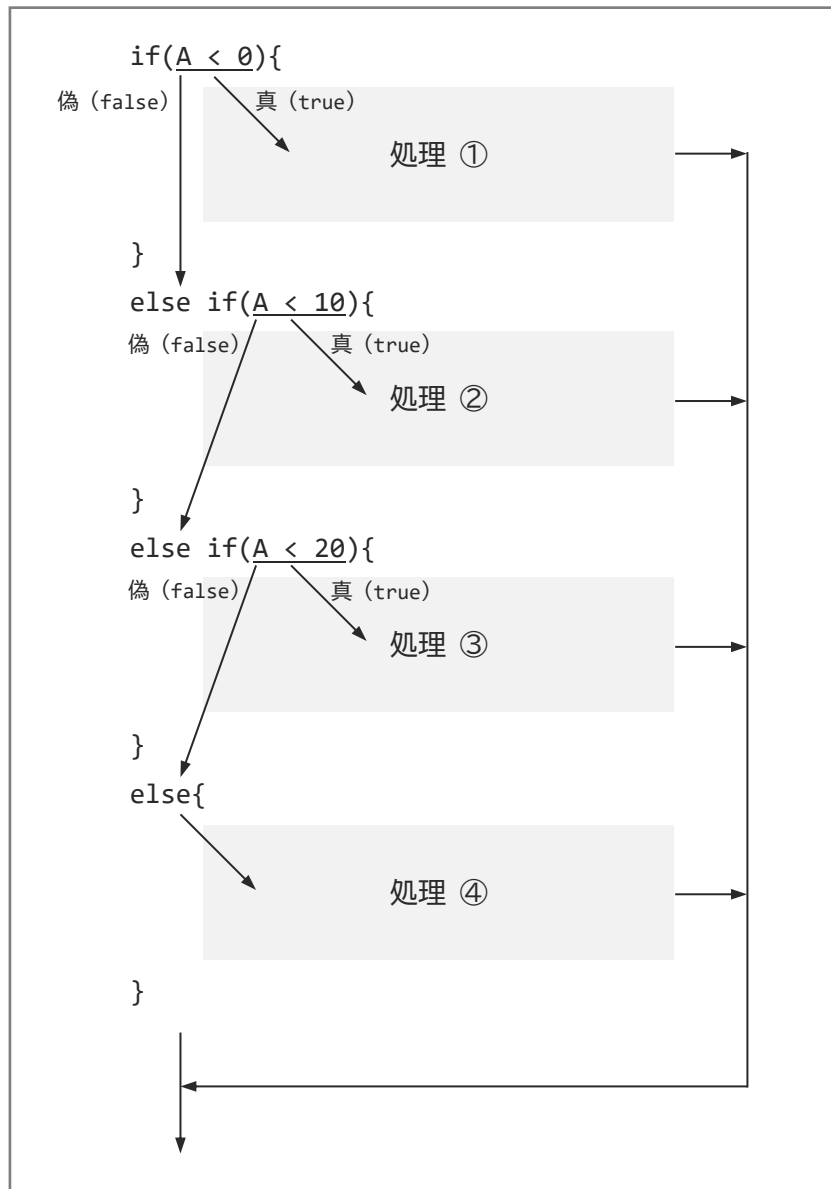 if(A < 0){
偽（false） 真（true）
処理 ①
}
else if(A < 10){
偽（false） 真（true）
処理 ②
}
else if(A < 20){
偽（false） 真（true）
処理 ③
}
else{
処理 ④
}